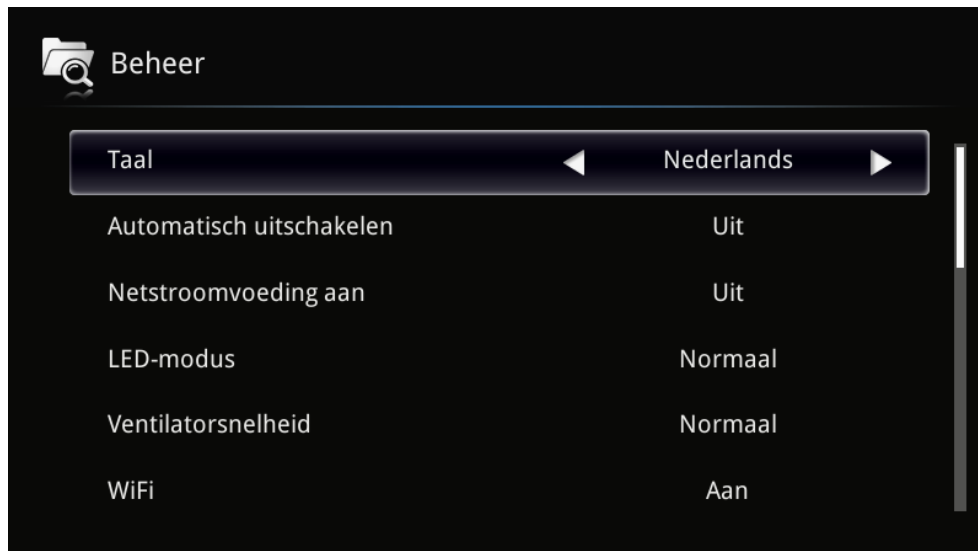 Beheer
Taal Nederlands
Automatisch uitschakelen Uit
Netstroomvoeding aan Uit
LED-modus Normaal
Ventilatorsnelheid Normaal
WiFi Aan